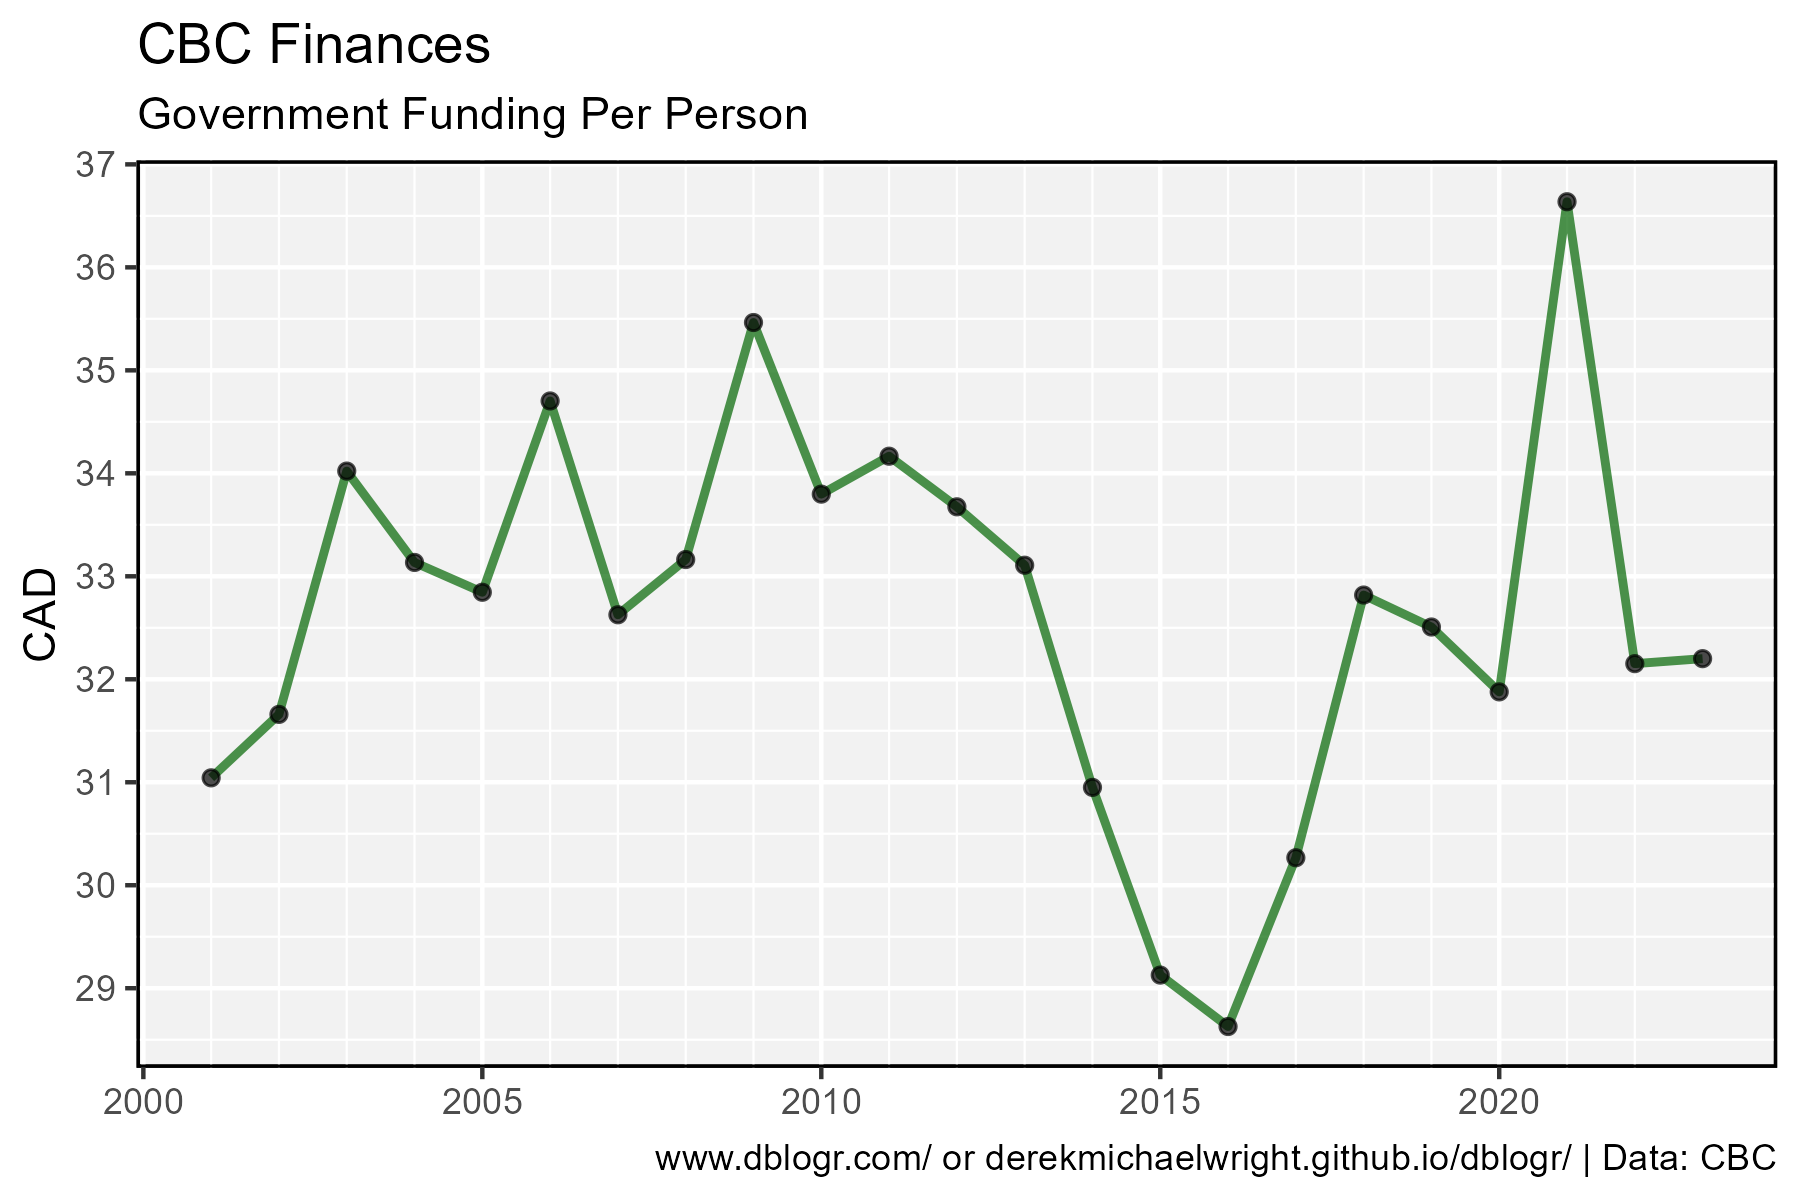 CBC Finances
Government Funding Per Person
37
36
35
34
33
32
31
30
29
CAD
2000 2005 2010 2015 2020
www.dblogr.com/ or derekmichaelwright.github.io/dblogr/ | Data: CBC